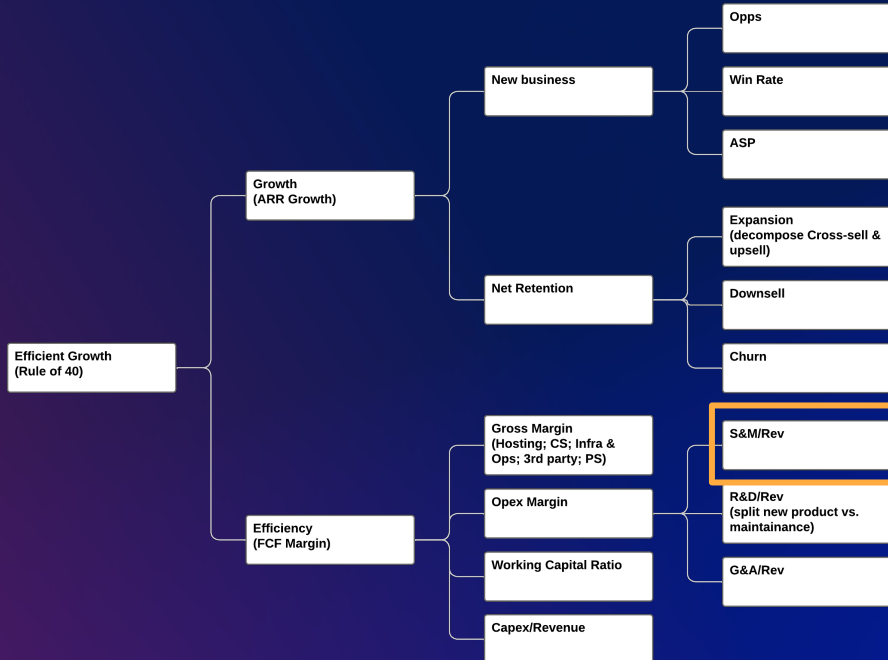 Opps
New business
Win Rate
ASP
Growth
(ARR Growth)
Expansion
(decompose Cross-sell &
upsell)
Net Retention
Downsell
Churn
Efficient Growth
(Rule of 40)
Gross Margin
(Hosting; CS; Infra &
Ops; 3rd party; PS)
S&M/Rev
Opex Margin
R&D/Rev
(split new product vs.
maintainance)
Efficiency
(FCF Margin)
Working Capital Ratio
G&A/Rev
Capex/Revenue